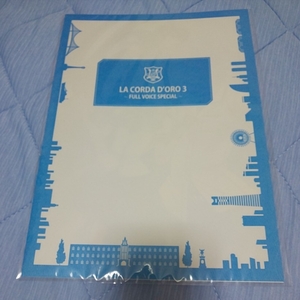 LA CORDA D'ORO 3
- FULL VOICE SPECIAL -